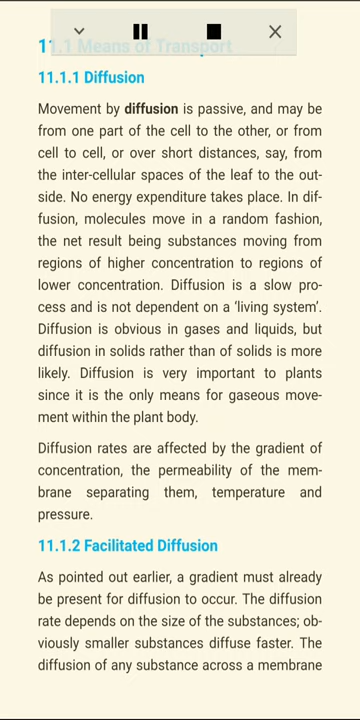 11.1 Means of Transport
11.1.1 Diffusion
Movement by diffusion is passive, and may be
from one part of the cell to the other, or from
cell to cell, or over short distances, say, from
the inter-cellular spaces of the leaf to the out-
side. No energy expenditure takes place. In dif-
fusion, molecules move in a random fashion,
the net result being substances moving from
regions of higher concentration to regions of
lower concentration. Diffusion is a slow pro-
cess and is not dependent on a ‘living system’.
Diffusion is obvious in gases and liquids, but
diffusion in solids rather than of solids is more
likely. Diffusion is very important to plants
since it is the only means for gaseous move-
ment within the plant body.
Diffusion rates are affected by the gradient of
concentration, the permeability of the mem-
brane separating them, temperature and
pressure.
11.1.2 Facilitated Diffusion
As pointed out earlier, a gradient must already
be present for diffusion to occur. The diffusion
rate depends on the size of the substances; ob-
viously smaller substances diffuse faster. The
diffusion of any substance across a membrane